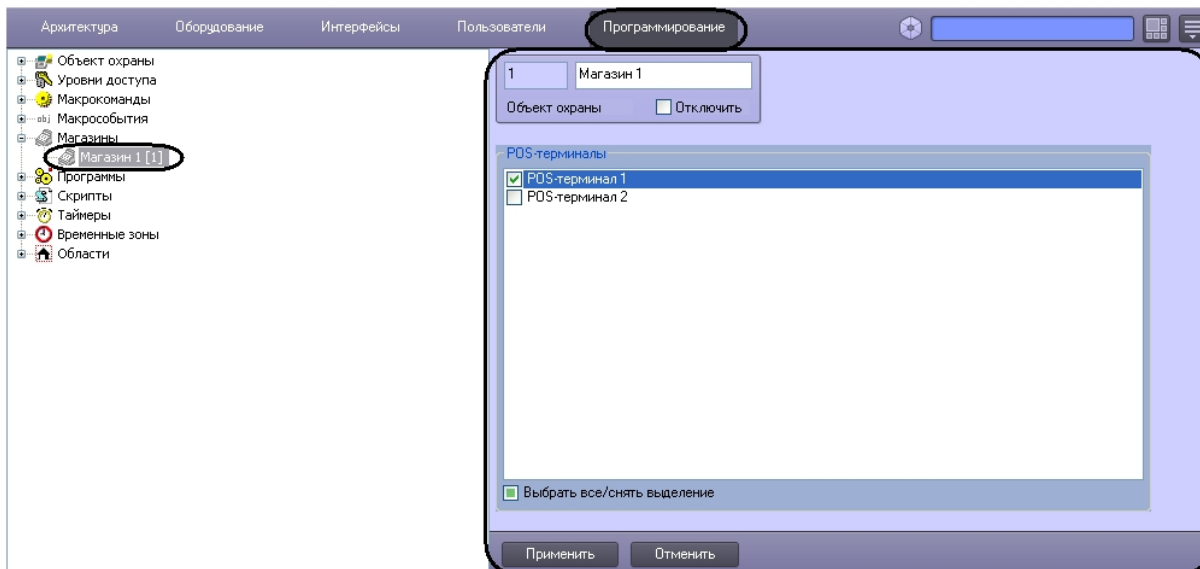 Архитектура Оборудование Интерфейсы Пользователи Программирование
Объект охраны
Уровни доступа
Макрокоманды
obj Макрособытия
Магазины
Магазин 1 [1]
Программы
Скрипты
Таймеры
Временные зоны
Области
1 Магазин 1
Объект охраны Отключить
POS-терминалы
POS-терминал 1
POS-терминал 2
Выбрать все/снять выделение
Применить Отменить